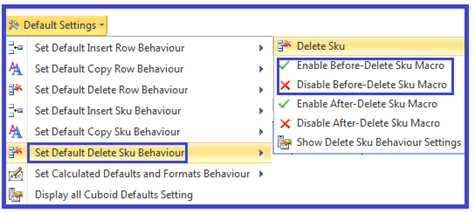 Default Settings
Set Default Insert Row Behaviour
Set Default Copy Row Behaviour
Set Default Delete Row Behaviour
Set Default Insert Sku Behaviour
Set Default Copy Sku Behaviour
Set Default Delete Sku Behaviour
Set Calculated Defaults and Formats Behaviour
Display all Cuboid Defaults Setting
Delete Sku
Enable Before-Delete Sku Macro
Disable Before-Delete Sku Macro
Enable After-Delete Sku Macro
Disable After-Delete Sku Macro
Show Delete Sku Behaviour Settings